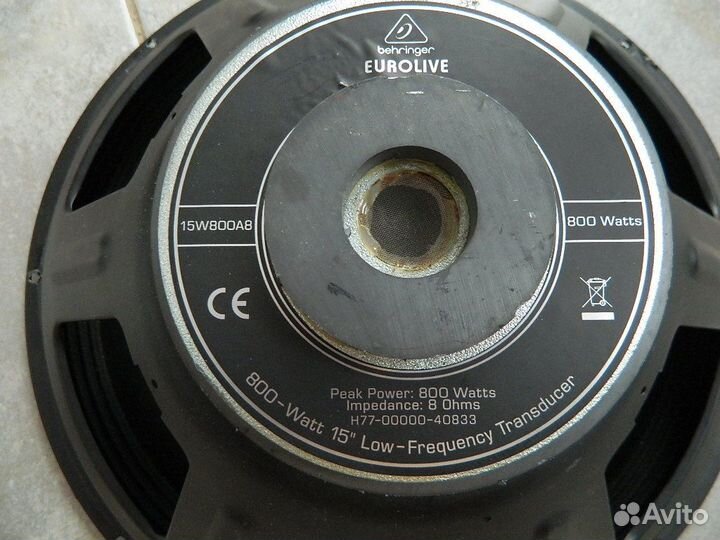 behringer
EUROLIVE
15W800A8
800 Watts
CE
Peak Power: 800 Watts
Impedance: 8 Ohms
H77-00000-40833
800-Watt 15" Low-Frequency Transducer
Avito